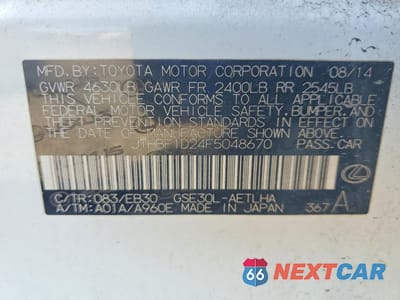 MFD. BY: TOYOTA MOTOR CORPORATION 08/14
GVWR 4630LB GAWR FR 2400LB RR 2545LB
THIS VEHICLE CONFORMS TO ALL APPLICABLE
FEDERAL MOTOR VEHICLE SAFETY, BUMPER, AND
THEFT PREVENTION STANDARDS IN EFFECT ON
THE DATE OF MANUFACTURE SHOWN ABOVE.
JTHBF1D24F5048670 PASS.CAR
C/TR: 083/EB30 GSE30L-AETLHA
A/TM: A01A/A960E MADE IN JAPAN 367 A
66 NEXTCAR.COM